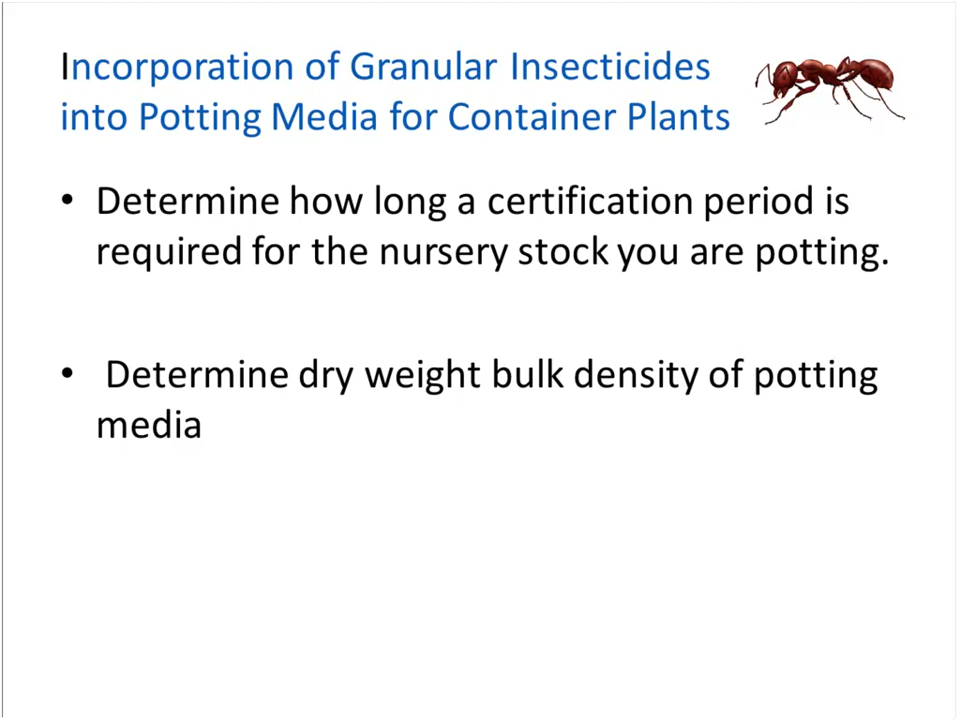 Incorporation of Granular Insecticides
into Potting Media for Container Plants
• Determine how long a certification period is
required for the nursery stock you are potting.
• Determine dry weight bulk density of potting
media